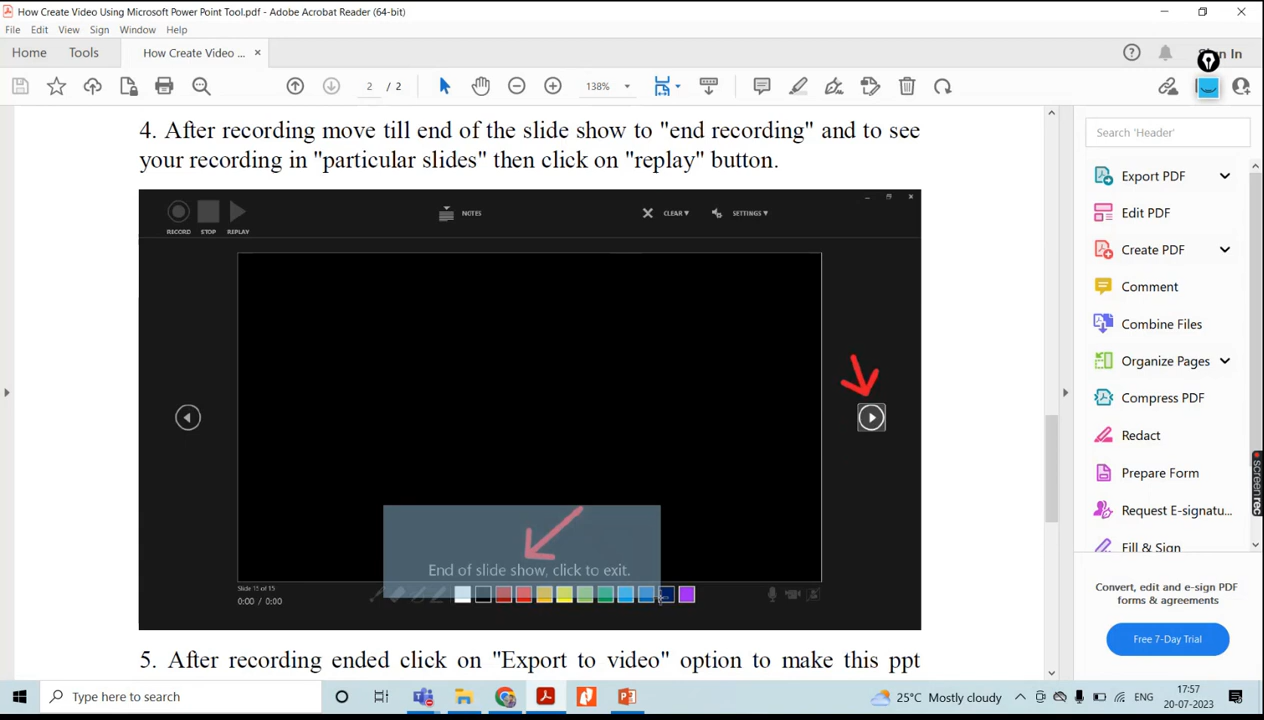 How Create Video Using Microsoft Power Point Tool.pdf - Adobe Acrobat Reader (64-bit)
File Edit View Sign Window Help
Home Tools How Create Video ... × Sign In
2 / 2 138%
4. After recording move till end of the slide show to "end recording" and to see
your recording in "particular slides" then click on "replay" button.
RECORD STOP REPLAY NOTES CLEAR SETTINGS
End of slide show, click to exit.
Slide 15 of 15
0:00 / 0:00
5. After recording ended click on "Export to video" option to make this ppt
Search 'Header'
Export PDF
Edit PDF
Create PDF
Comment
Combine Files
Organize Pages
Compress PDF
Redact
Prepare Form
Request E-signatu...
Fill & Sign
Convert, edit and e-sign PDF
forms & agreements
Free 7-Day Trial
screenrec
Type here to search
25°C Mostly cloudy ENG 17:57
20-07-2023